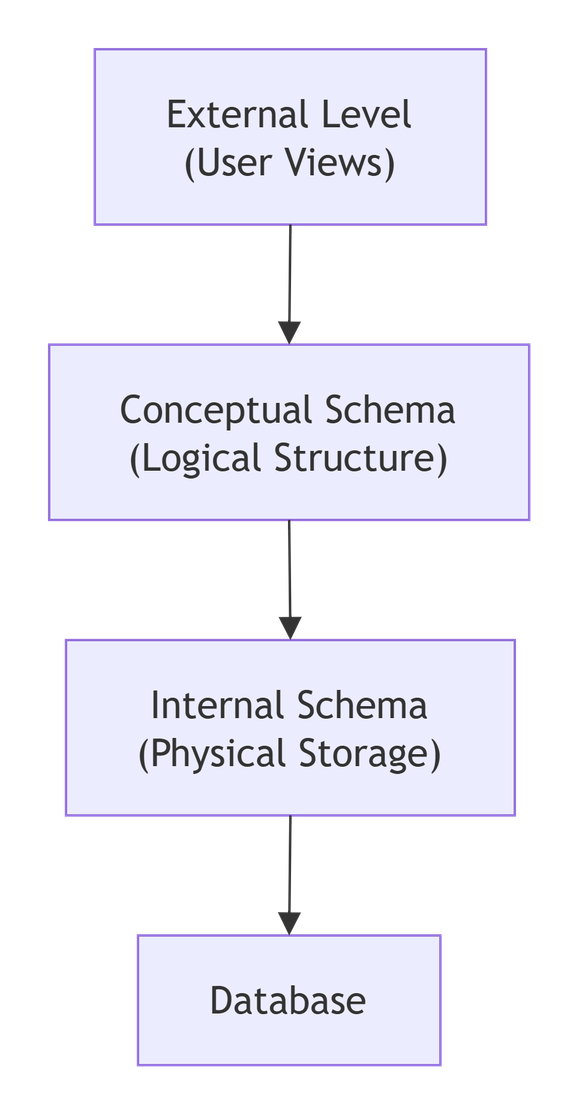 External Level
(User Views)
Conceptual Schema
(Logical Structure)
Internal Schema
(Physical Storage)
Database